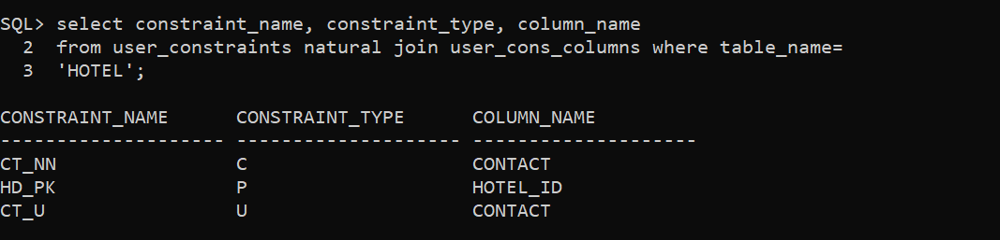 SQL> select constraint_name, constraint_type, column_name
  2  from user_constraints natural join user_cons_columns where table_name=
  3  'HOTEL';

CONSTRAINT_NAME      CONSTRAINT_TYPE      COLUMN_NAME
-------------------- -------------------- --------------------
CT_NN                C                    CONTACT
HD_PK                P                    HOTEL_ID
CT_U                 U                    CONTACT